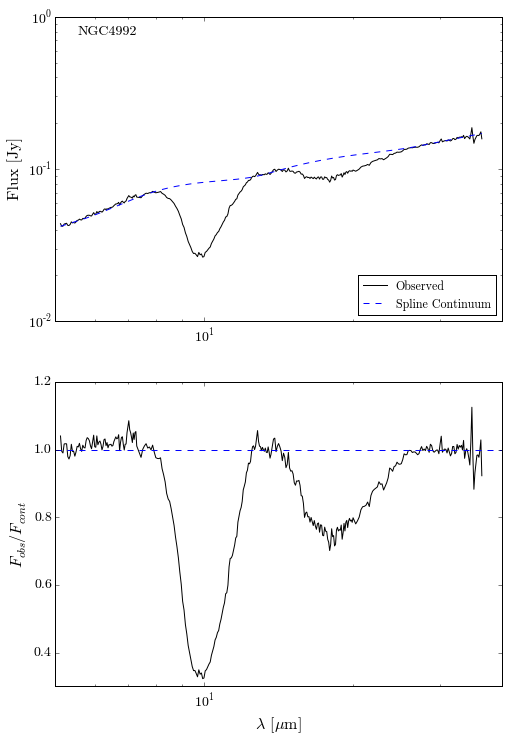 10^0
NGC4992
Flux [Jy]
10^-1
Observed
Spline Continuum
10^-2
10^1
1.2
1.0
0.8
F_obs/F_cont
0.6
0.4
10^1
λ [μm]